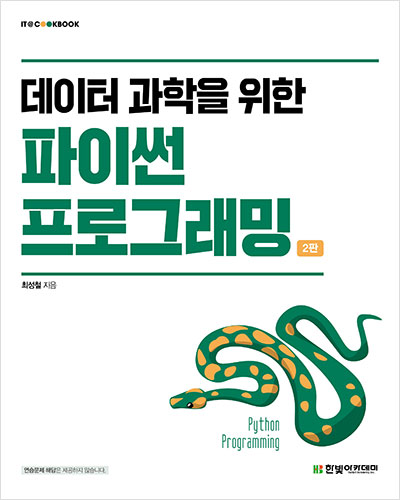 IT@COOKBOOK
데이터 과학을 위한
파이썬
프로그래밍
2판
최성철 지음
Python
Programming
연습문제 해답은 제공하지 않습니다.
한빛아카데미